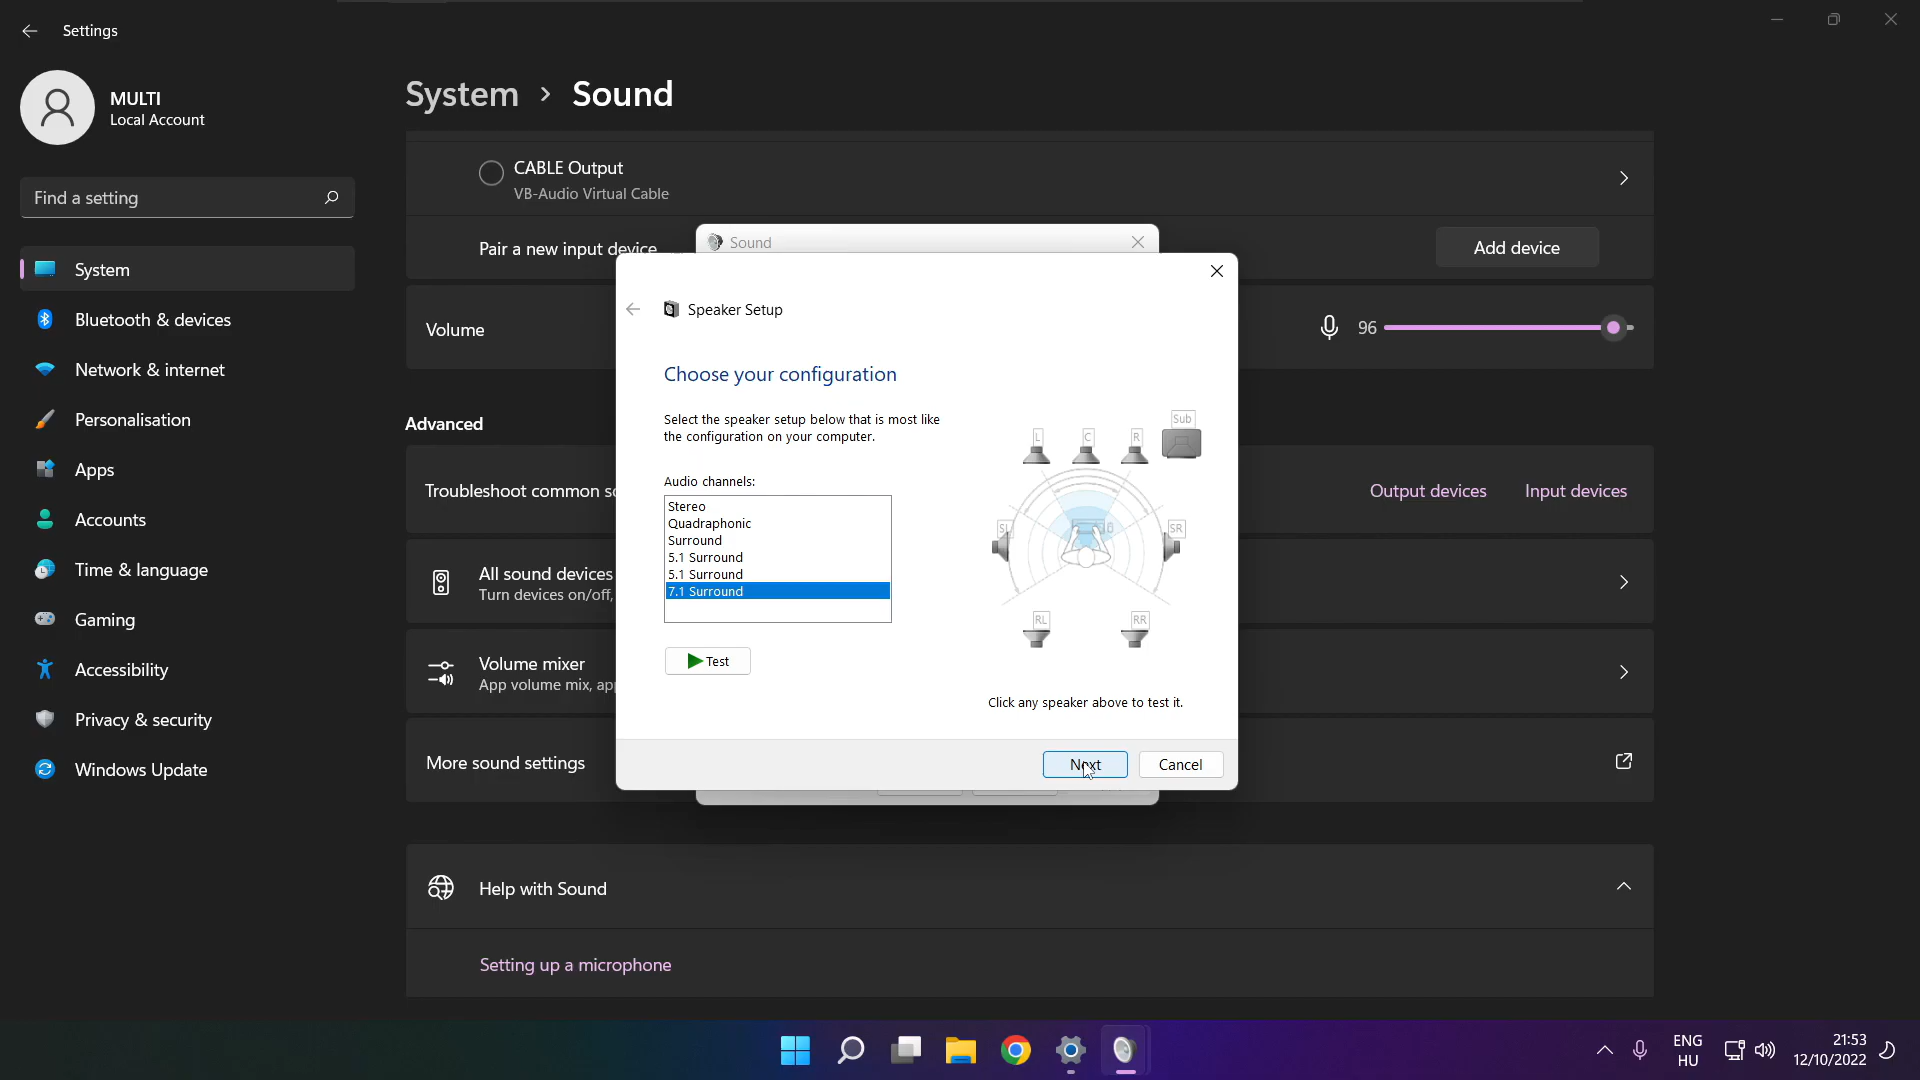 Settings
MULTI
Local Account
Find a setting
System
Bluetooth & devices
Network & internet
Personalisation
Apps
Accounts
Time & language
Gaming
Accessibility
Privacy & security
Windows Update
System › Sound
CABLE Output
VB-Audio Virtual Cable
Pair a new input device
Add device
Volume
96
Advanced
Troubleshoot common
Output devices
Input devices
All sound devices
Turn devices on/off,
Volume mixer
App volume mix,
More sound settings
Help with Sound
Setting up a microphone
Sound
Speaker Setup
Choose your configuration
Select the speaker setup below that is most like
the configuration on your computer.
Audio channels:
Stereo
Quadraphonic
Surround
5.1 Surround
5.1 Surround
7.1 Surround
Test
L
C
R
Sub
SL
SR
RL
RR
Click any speaker above to test it.
Next
Cancel
ENG
HU
21:53
12/10/2022